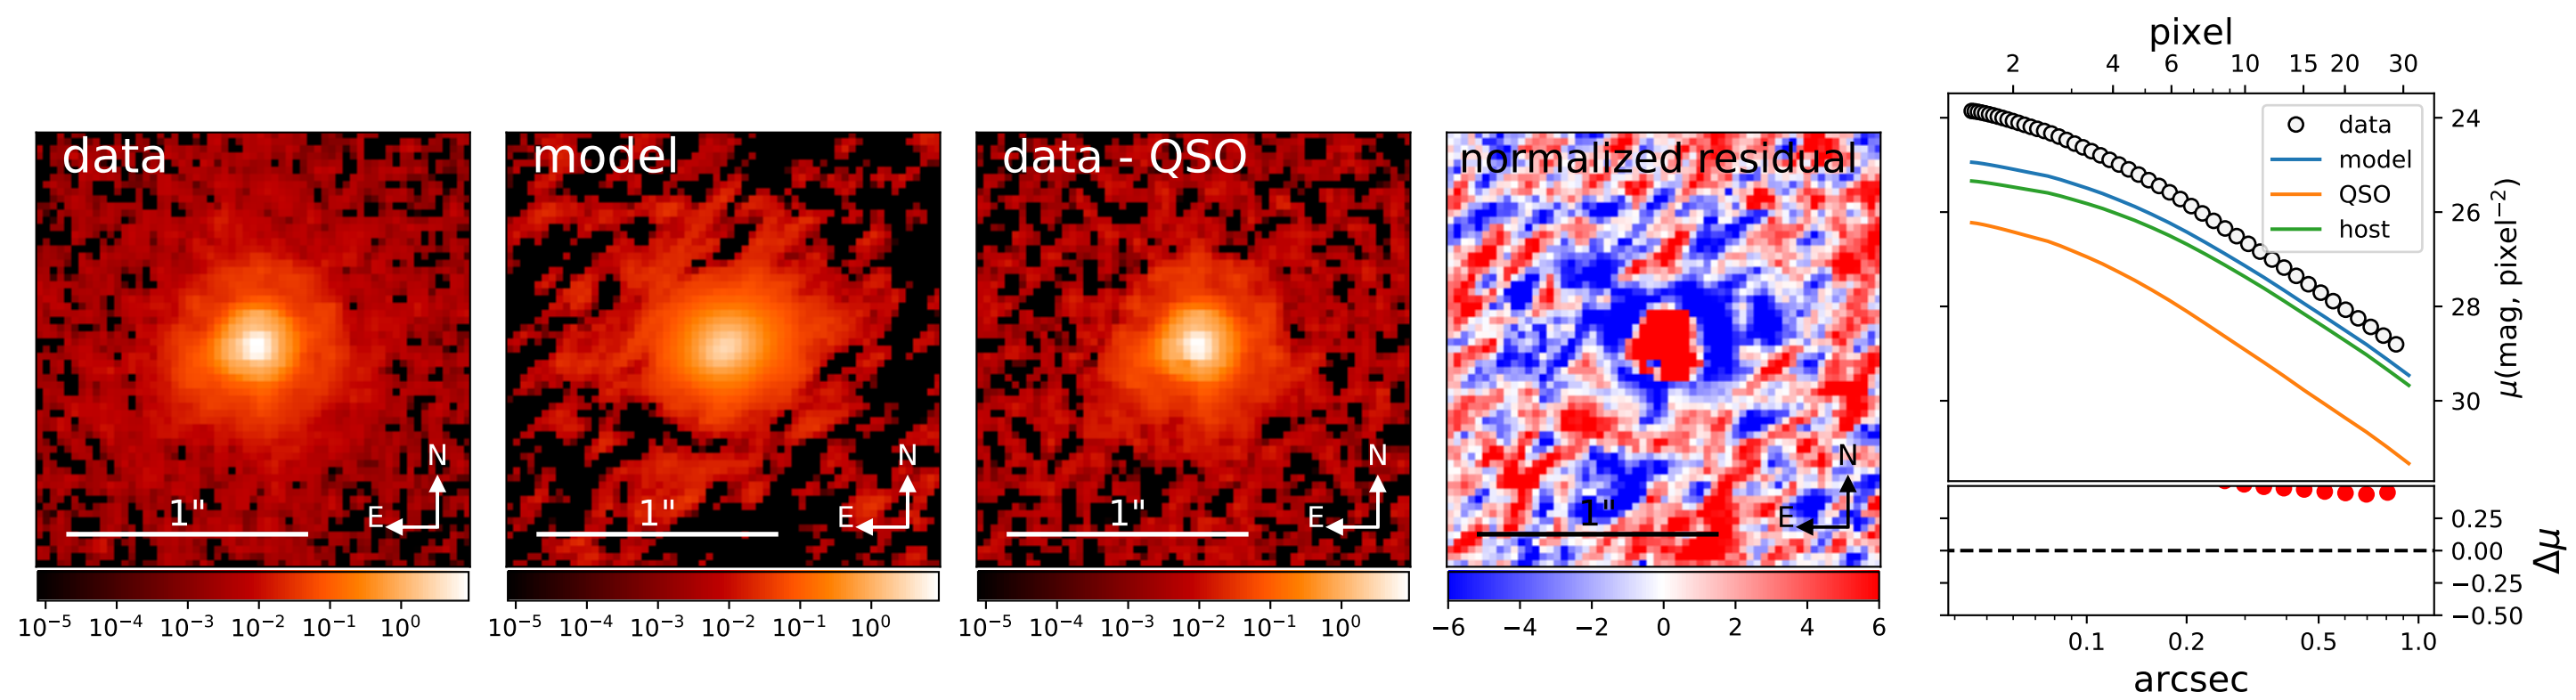 data
N
E
1"
10⁻⁵ 10⁻⁴ 10⁻³ 10⁻² 10⁻¹ 10⁰
model
N
E
1"
10⁻⁵ 10⁻⁴ 10⁻³ 10⁻² 10⁻¹ 10⁰
data - QSO
N
E
1"
10⁻⁵ 10⁻⁴ 10⁻³ 10⁻² 10⁻¹ 10⁰
normalized residual
N
E
1"
−6 −4 −2 0 2 4 6
pixel
2 4 6 10 15 20 30
data
model
QSO
host
24
26
28
30
μ(mag, pixel⁻²)
0.25
0.00
−0.25
−0.50
Δμ
0.1 0.2 0.5 1.0
arcsec